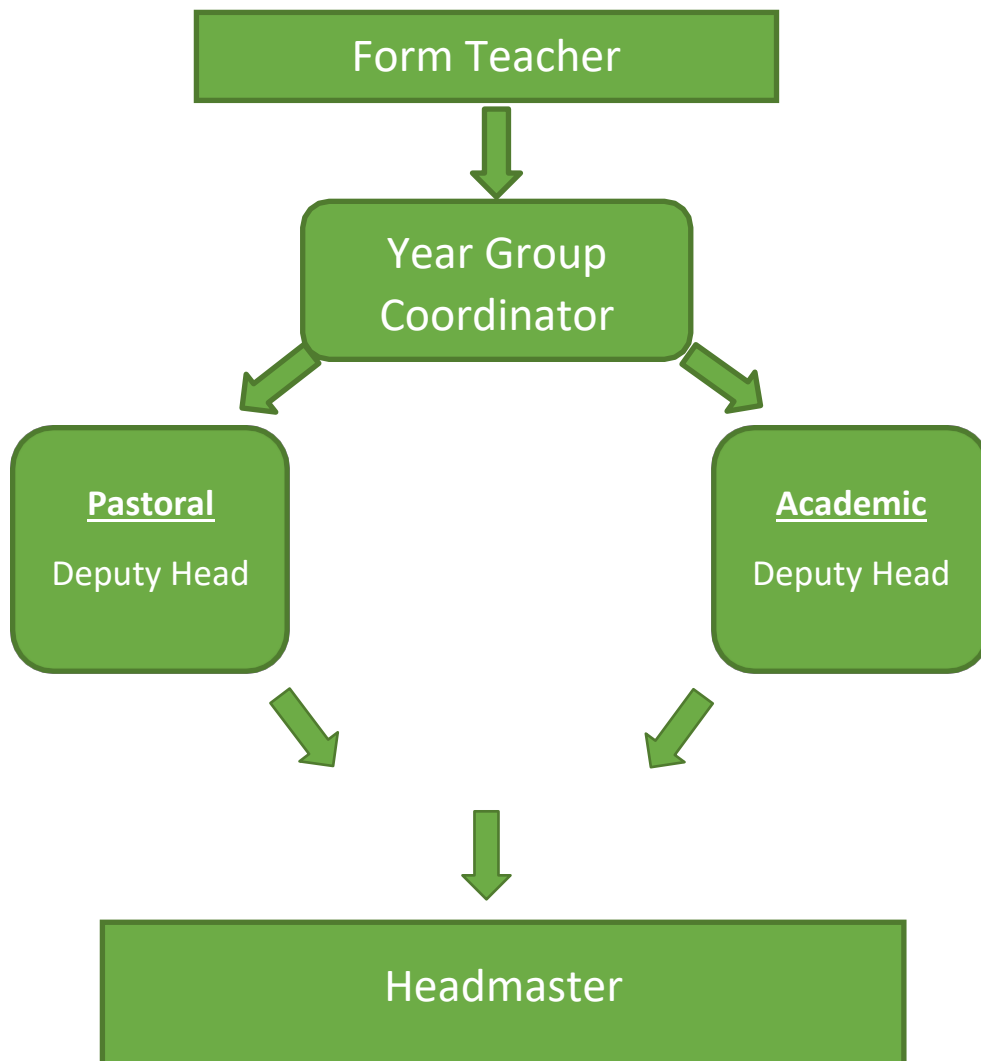 Form Teacher
Year Group
Coordinator
Pastoral
Deputy Head
Academic
Deputy Head
Headmaster